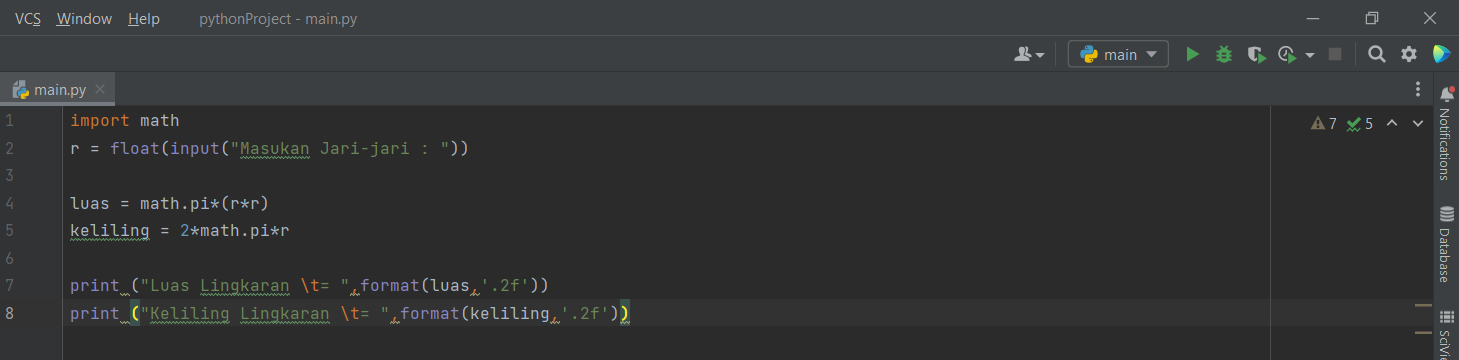 VCS Window Help pythonProject - main.py
main
main.py
7 5
1 import math
2 r = float(input("Masukan Jari-jari : "))
3
4 luas = math.pi*(r*r)
5 keliling = 2*math.pi*r
6
7 print ("Luas Lingkaran \t= ",format(luas,'.2f'))
8 print ("Keliling Lingkaran \t= ",format(keliling,'.2f'))
Notifications
Database